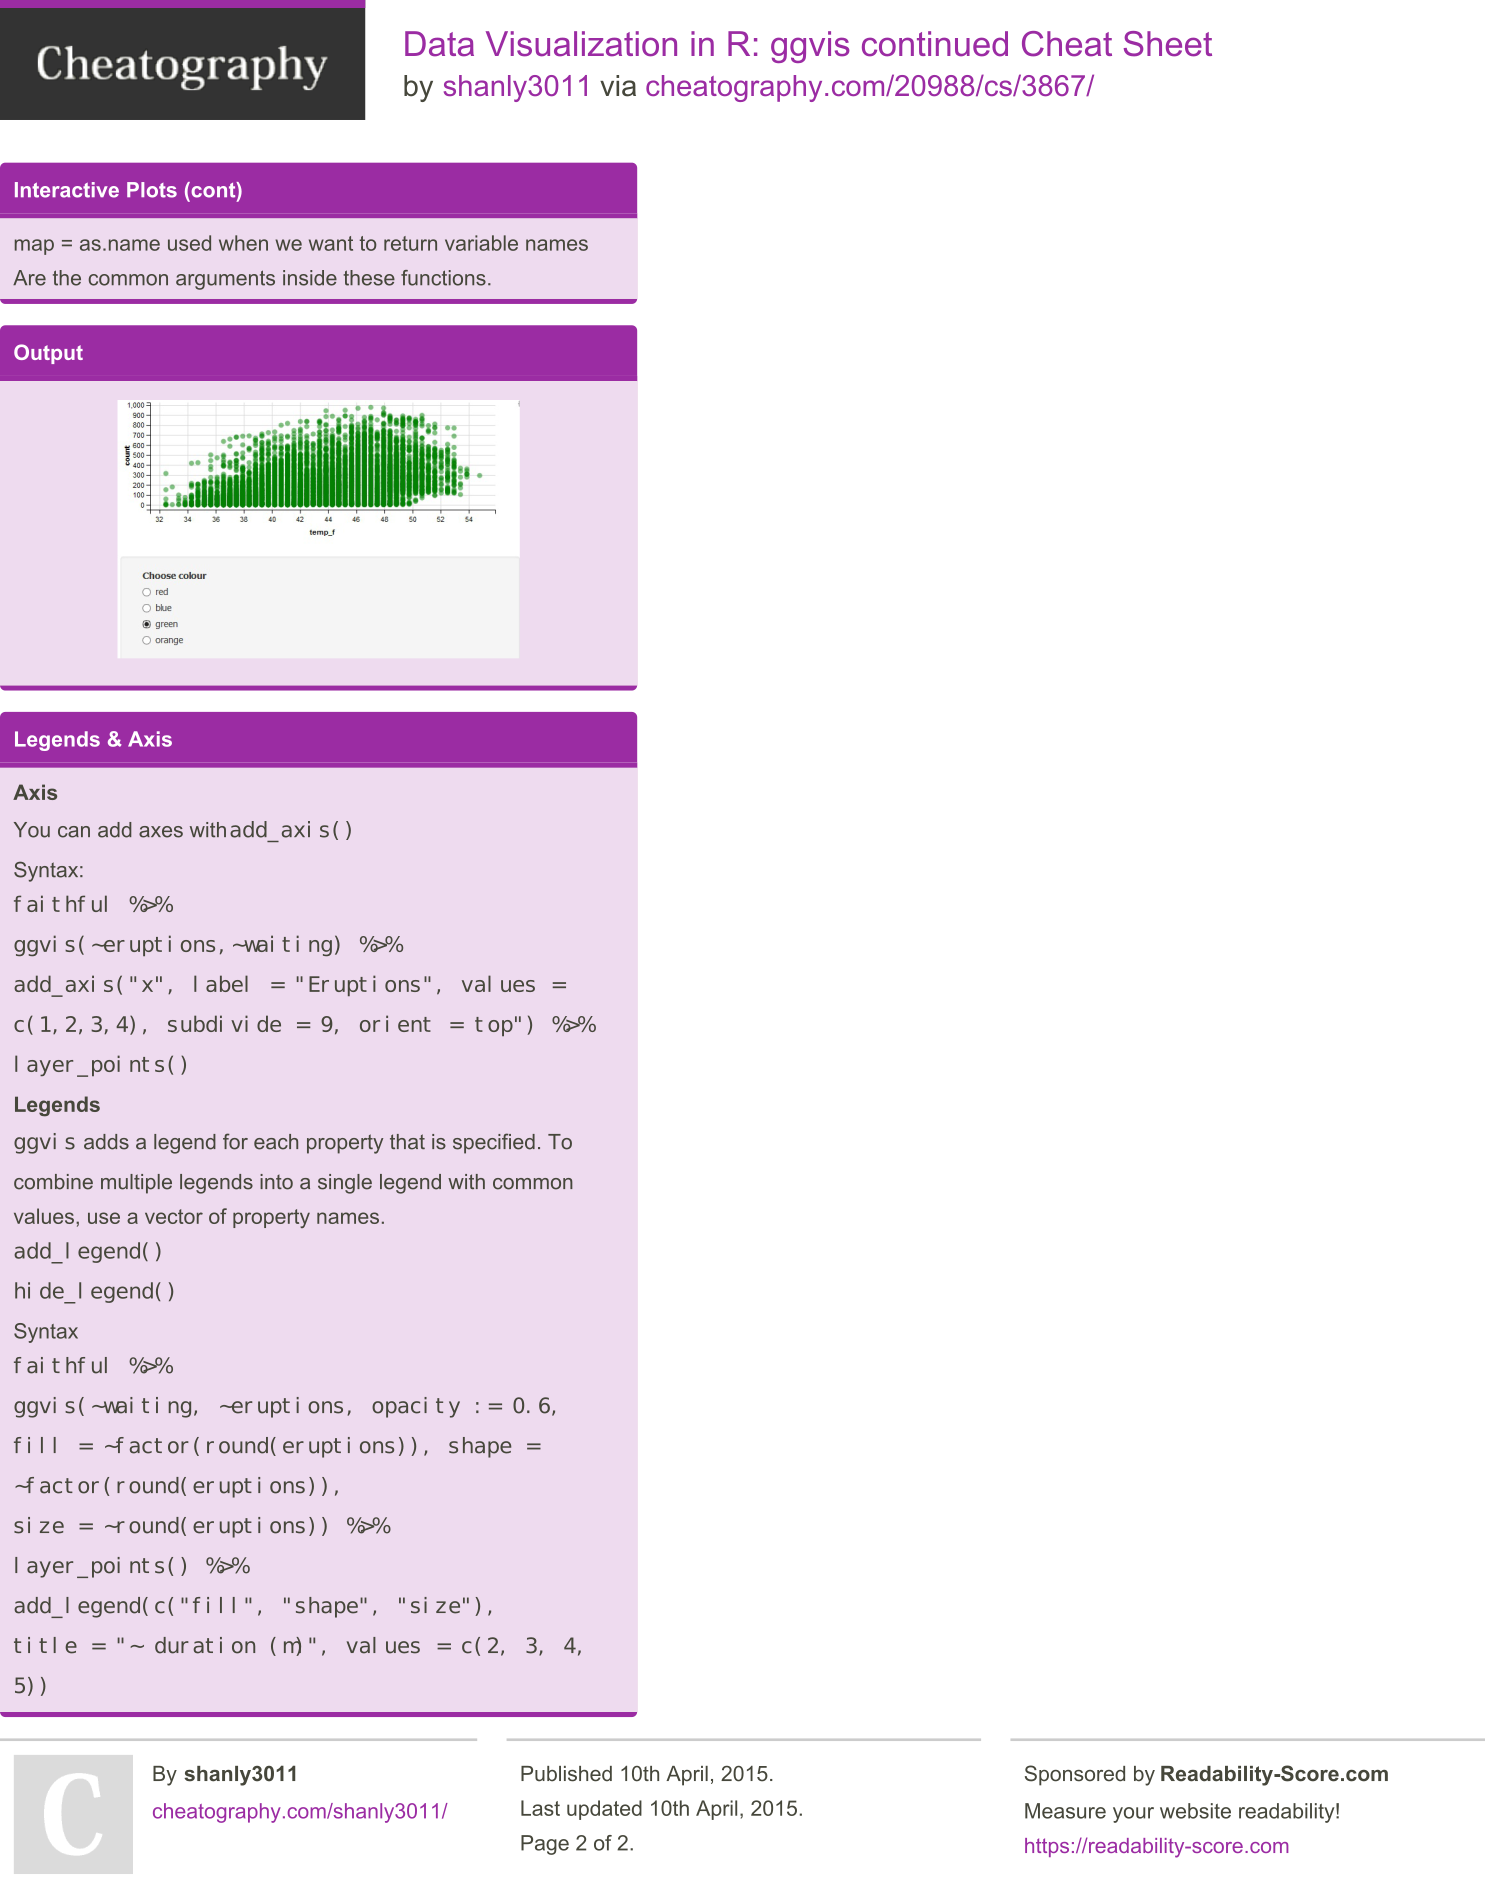 Cheatography
Data Visualization in R: ggvis continued Cheat Sheet
by shanly3011 via cheatography.com/20988/cs/3867/
Interactive Plots (cont)
map = as.name used when we want to return variable names
Are the common arguments inside these functions.
Output
1,000
900
800
700
600
500
400
300
200
100
0
count
32 34 36 38 40 42 44 46 48 50 52 54
temp_f
Choose colour
red
blue
green
orange
Legends & Axis
Axis
You can add axes with add_axis()
Syntax:
faithful %>%
ggvis(~eruptions,~waiting) %>%
add_axis("x", label = "Eruptions", values =
c(1,2,3,4), subdivide = 9, orient = top") %>%
layer_points()
Legends
ggvis adds a legend for each property that is specified. To
combine multiple legends into a single legend with common
values, use a vector of property names.
add_legend()
hide_legend()
Syntax
faithful %>%
ggvis(~waiting, ~eruptions, opacity := 0.6,
fill = ~factor(round(eruptions)), shape =
~factor(round(eruptions)),
size = ~round(eruptions)) %>%
layer_points() %>%
add_legend(c("fill", "shape", "size"),
title = "~ duration (m)", values = c(2, 3, 4,
5))
C
By shanly3011
cheatography.com/shanly3011/
Published 10th April, 2015.
Last updated 10th April, 2015.
Page 2 of 2.
Sponsored by Readability-Score.com
Measure your website readability!
https://readability-score.com